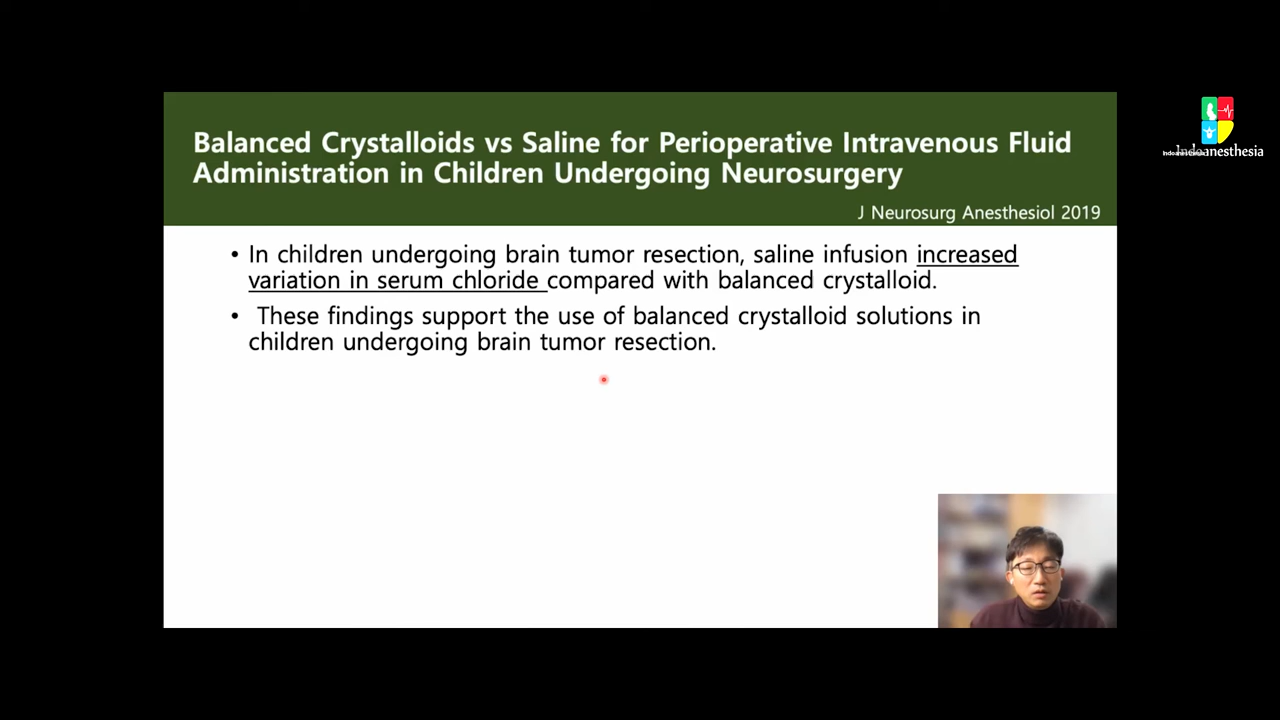 Balanced Crystalloids vs Saline for Perioperative Intravenous Fluid
Administration in Children Undergoing Neurosurgery
J Neurosurg Anesthesiol 2019
• In children undergoing brain tumor resection, saline infusion increased
variation in serum chloride compared with balanced crystalloid.
• These findings support the use of balanced crystalloid solutions in
children undergoing brain tumor resection.
Indoanesthesia